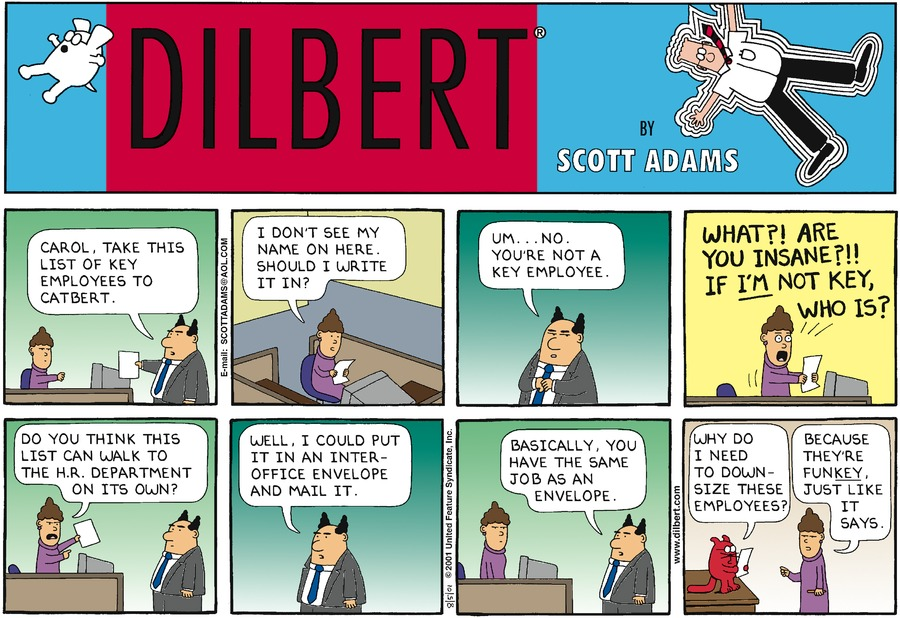 DILBERT®
BY
SCOTT ADAMS
CAROL, TAKE THIS
LIST OF KEY
EMPLOYEES TO
CATBERT.
E-mail: SCOTTADAMS@AOL.COM
I DON'T SEE MY
NAME ON HERE.
SHOULD I WRITE
IT IN?
UM...NO.
YOU'RE NOT A
KEY EMPLOYEE.
WHAT?! ARE
YOU INSANE?!!
IF I'M NOT KEY,
WHO IS?
DO YOU THINK THIS
LIST CAN WALK TO
THE H.R. DEPARTMENT
ON ITS OWN?
WELL, I COULD PUT
IT IN AN INTER-
OFFICE ENVELOPE
AND MAIL IT.
© 2001 United Feature Syndicate, Inc.
BASICALLY, YOU
HAVE THE SAME
JOB AS AN
ENVELOPE.
www.dilbert.com
WHY DO
I NEED
TO DOWN-
SIZE THESE
EMPLOYEES?
BECAUSE
THEY'RE
FUNKEY,
JUST LIKE
IT
SAYS.